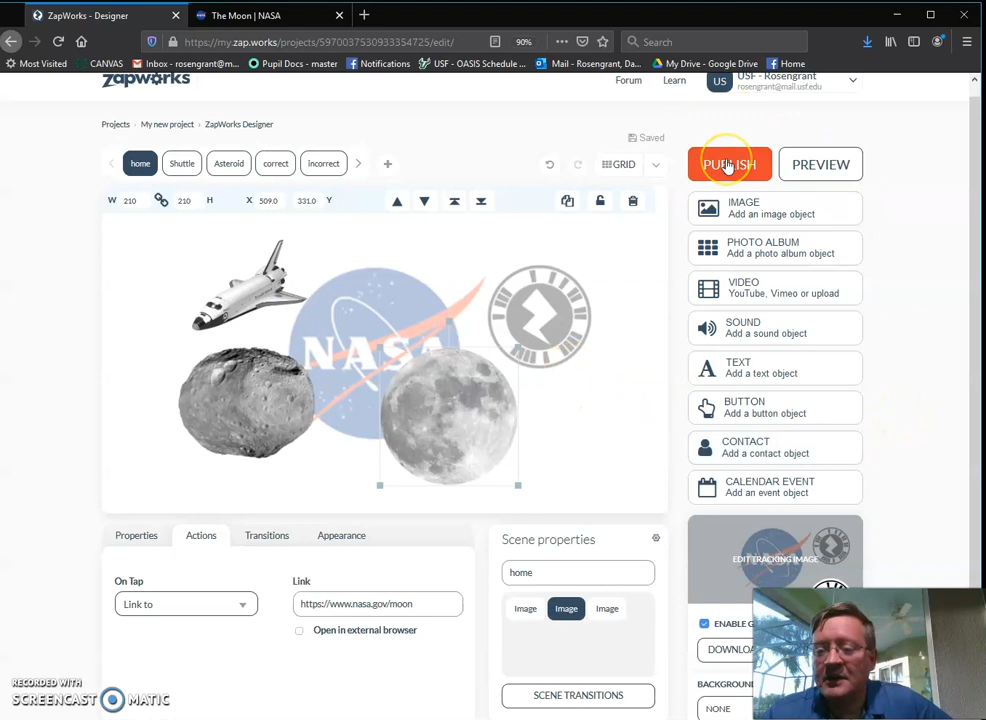 ZapWorks - Designer
The Moon | NASA
https://my.zap.works/projects/5970037530933354725/edit/
90%
Search
Most Visited
CANVAS
Inbox - rosengrant@m...
Pupil Docs - master
Notifications
USF - OASIS Schedule ...
Mail - Rosengrant, Da...
My Drive - Google Drive
Home
zapworks
Forum
Learn
US
USF - Rosengrant
rosengrant@mail.usf.edu
Projects
My new project
ZapWorks Designer
Saved
home
Shuttle
Asteroid
correct
incorrect
GRID
PUBLISH
PREVIEW
W 210
210 H
X 509.0
331.0 Y
NASA
IMAGE
Add an image object
PHOTO ALBUM
Add a photo album object
VIDEO
YouTube, Vimeo or upload
SOUND
Add a sound object
TEXT
Add a text object
BUTTON
Add a button object
CONTACT
Add a contact object
CALENDAR EVENT
Add an event object
EDIT TRACKING IMAGE
ENABLE G
DOWNLOA
BACKGROUN
NONE
Properties
Actions
Transitions
Appearance
On Tap
Link to
Link
https://www.nasa.gov/moon
Open in external browser
Scene properties
home
Image
Image
Image
SCENE TRANSITIONS
RECORDED WITH
SCREENCAST MATIC